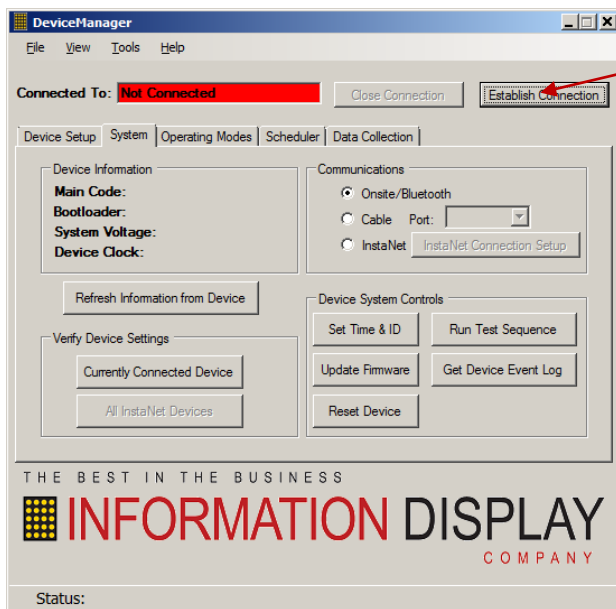 DeviceManager
File View Tools Help
Connected To: Not Connected Close Connection Establish Connection
Device Setup System Operating Modes Scheduler Data Collection
Device Information
Main Code:
Bootloader:
System Voltage:
Device Clock:
Communications
Onsite/Bluetooth
Cable Port:
InstaNet InstaNet Connection Setup
Refresh Information from Device
Verify Device Settings
Currently Connected Device
All InstaNet Devices
Device System Controls
Set Time & ID Run Test Sequence
Update Firmware Get Device Event Log
Reset Device
THE BEST IN THE BUSINESS
INFORMATION DISPLAY
COMPANY
Status: